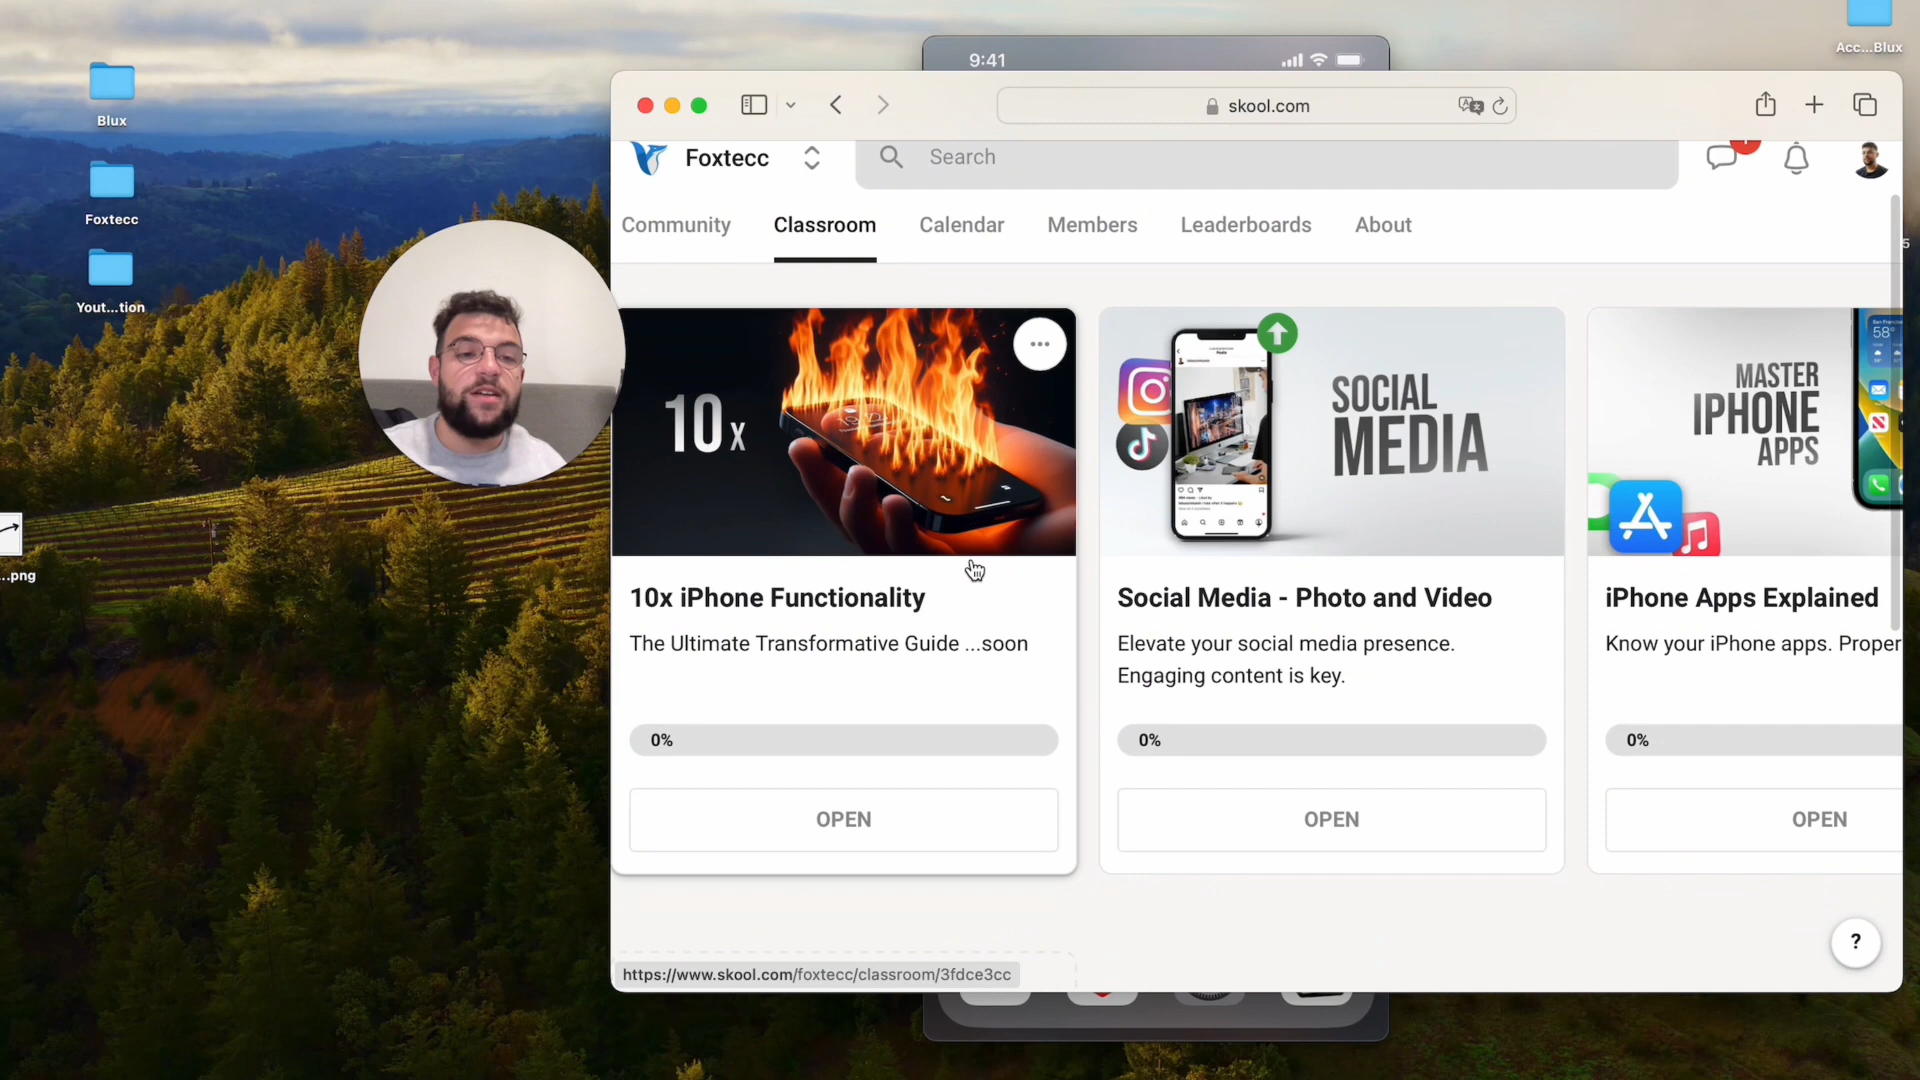 Acc...Blux
Blux
Foxtecc
Yout...tion
...png
9:41
skool.com
Foxtecc
Search
Community
Classroom
Calendar
Members
Leaderboards
About
10x
SOCIAL
MEDIA
MASTER
IPHONE
APPS
58°
10x iPhone Functionality
The Ultimate Transformative Guide ...soon
0%
OPEN
Social Media - Photo and Video
Elevate your social media presence.
Engaging content is key.
0%
OPEN
iPhone Apps Explained
Know your iPhone apps. Proper
0%
OPEN
?
https://www.skool.com/foxtecc/classroom/3fdce3cc